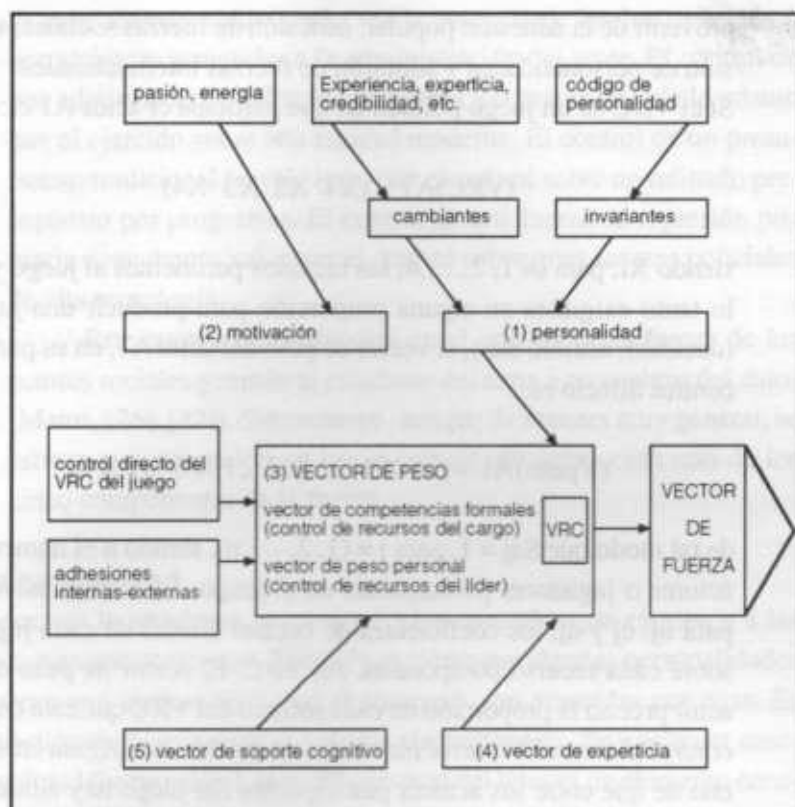 pasión, energia
Experiencia, experticia,
credibilidad, etc.
código de
personalidad
cambiantes
invariantes
(2) motivación
(1) personalidad
control directo del
VRC del juego
adhesiones
internas-externas
(3) VECTOR DE PESO
vector de competencias formales
(control de recursos del cargo)
vector de peso personal
(control de recursos del líder)
VRC
VECTOR
DE
FUERZA
(5) vector de soporte cognitivo
(4) vector de experticia